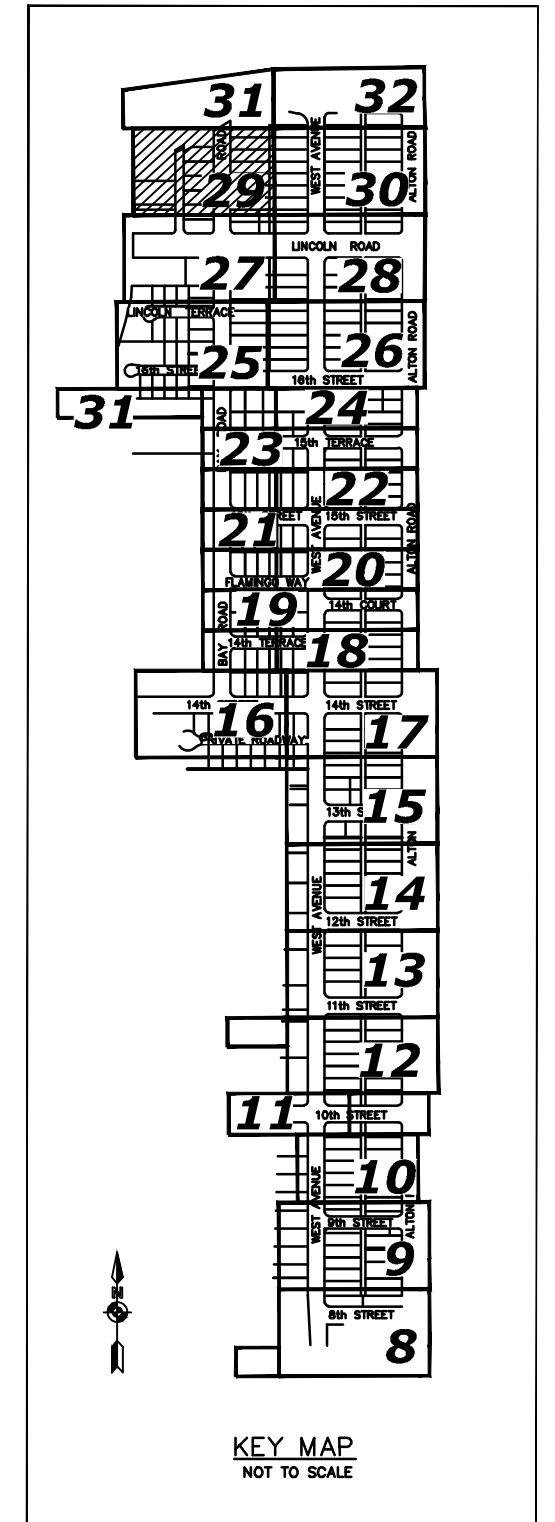 31
32
ROAD
WEST AVENUE
ALTON ROAD
29
30
LINCOLN ROAD
27
28
LINCOLN TERRACE
ALTON ROAD
25
26
16th STREET
16th STREET
31
24
23
15th TERRACE
22
15th STREET
21
WEST AVENUE
ALTON ROAD
20
FLAMINGO WAY
14th COURT
19
BAY ROAD
14th TERRACE
18
14th
14th STREET
16
17
PRIVATE ROADWAY
15
13th S
ALTON
14
WEST AVENUE
12th STREET
13
11th STREET
12
11
10th STREET
10
WEST AVENUE
ALTON
9th STREET
9
N
8th STREET
8
KEY MAP
NOT TO SCALE